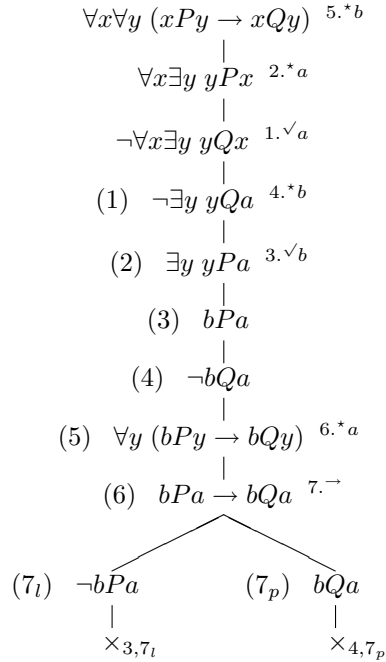 ∀x∀y (xPy → xQy) 5.⋆b
∀x∃y yPx 2.⋆a
¬∀x∃y yQx 1.√a
(1) ¬∃y yQa 4.⋆b
(2) ∃y yPa 3.√b
(3) bPa
(4) ¬bQa
(5) ∀y (bPy → bQy) 6.⋆a
(6) bPa → bQa 7.→
(7l) ¬bPa (7p) bQa
×3,7l ×4,7p